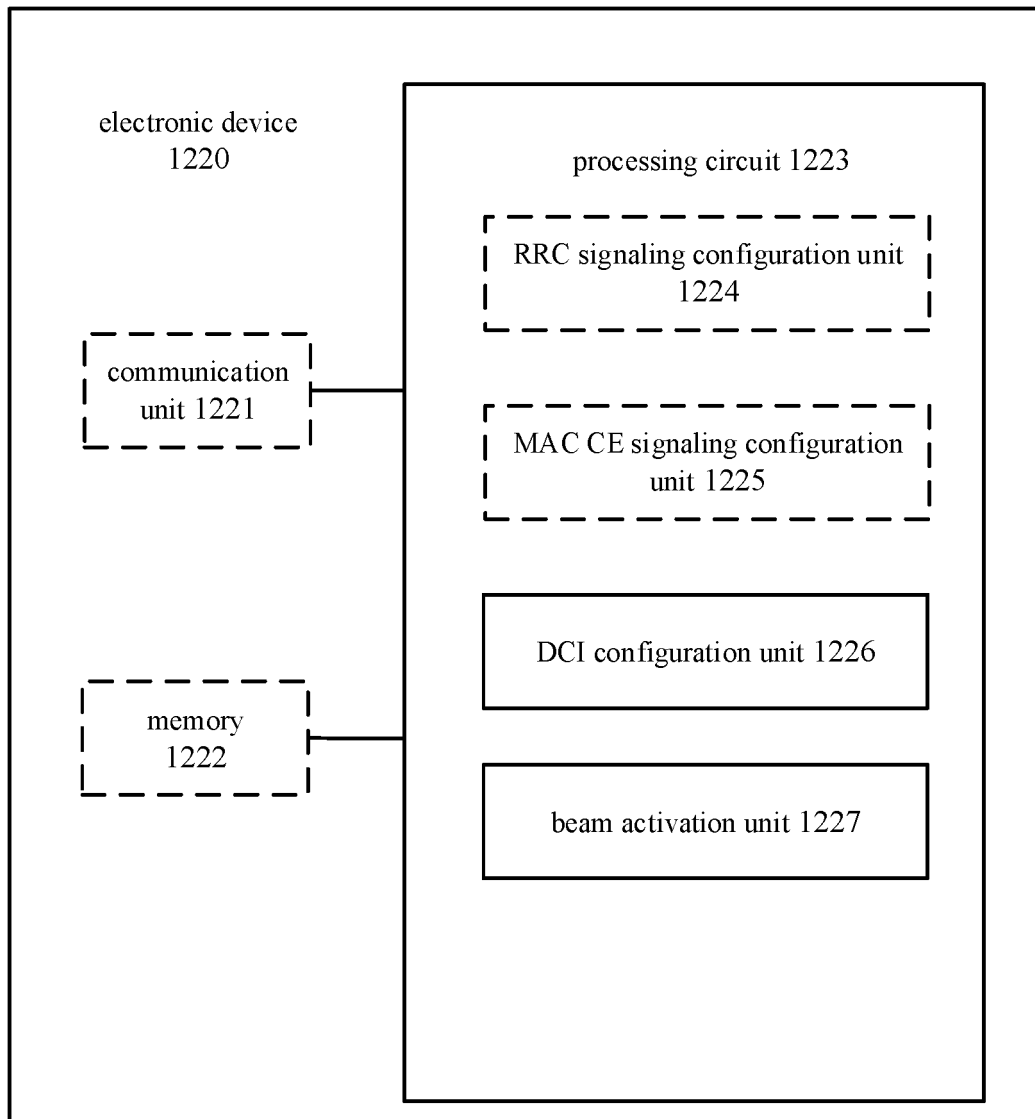 electronic device
1220
processing circuit 1223
RRC signaling configuration unit
1224
communication
unit 1221
MAC CE signaling configuration
unit 1225
DCI configuration unit 1226
memory
1222
beam activation unit 1227